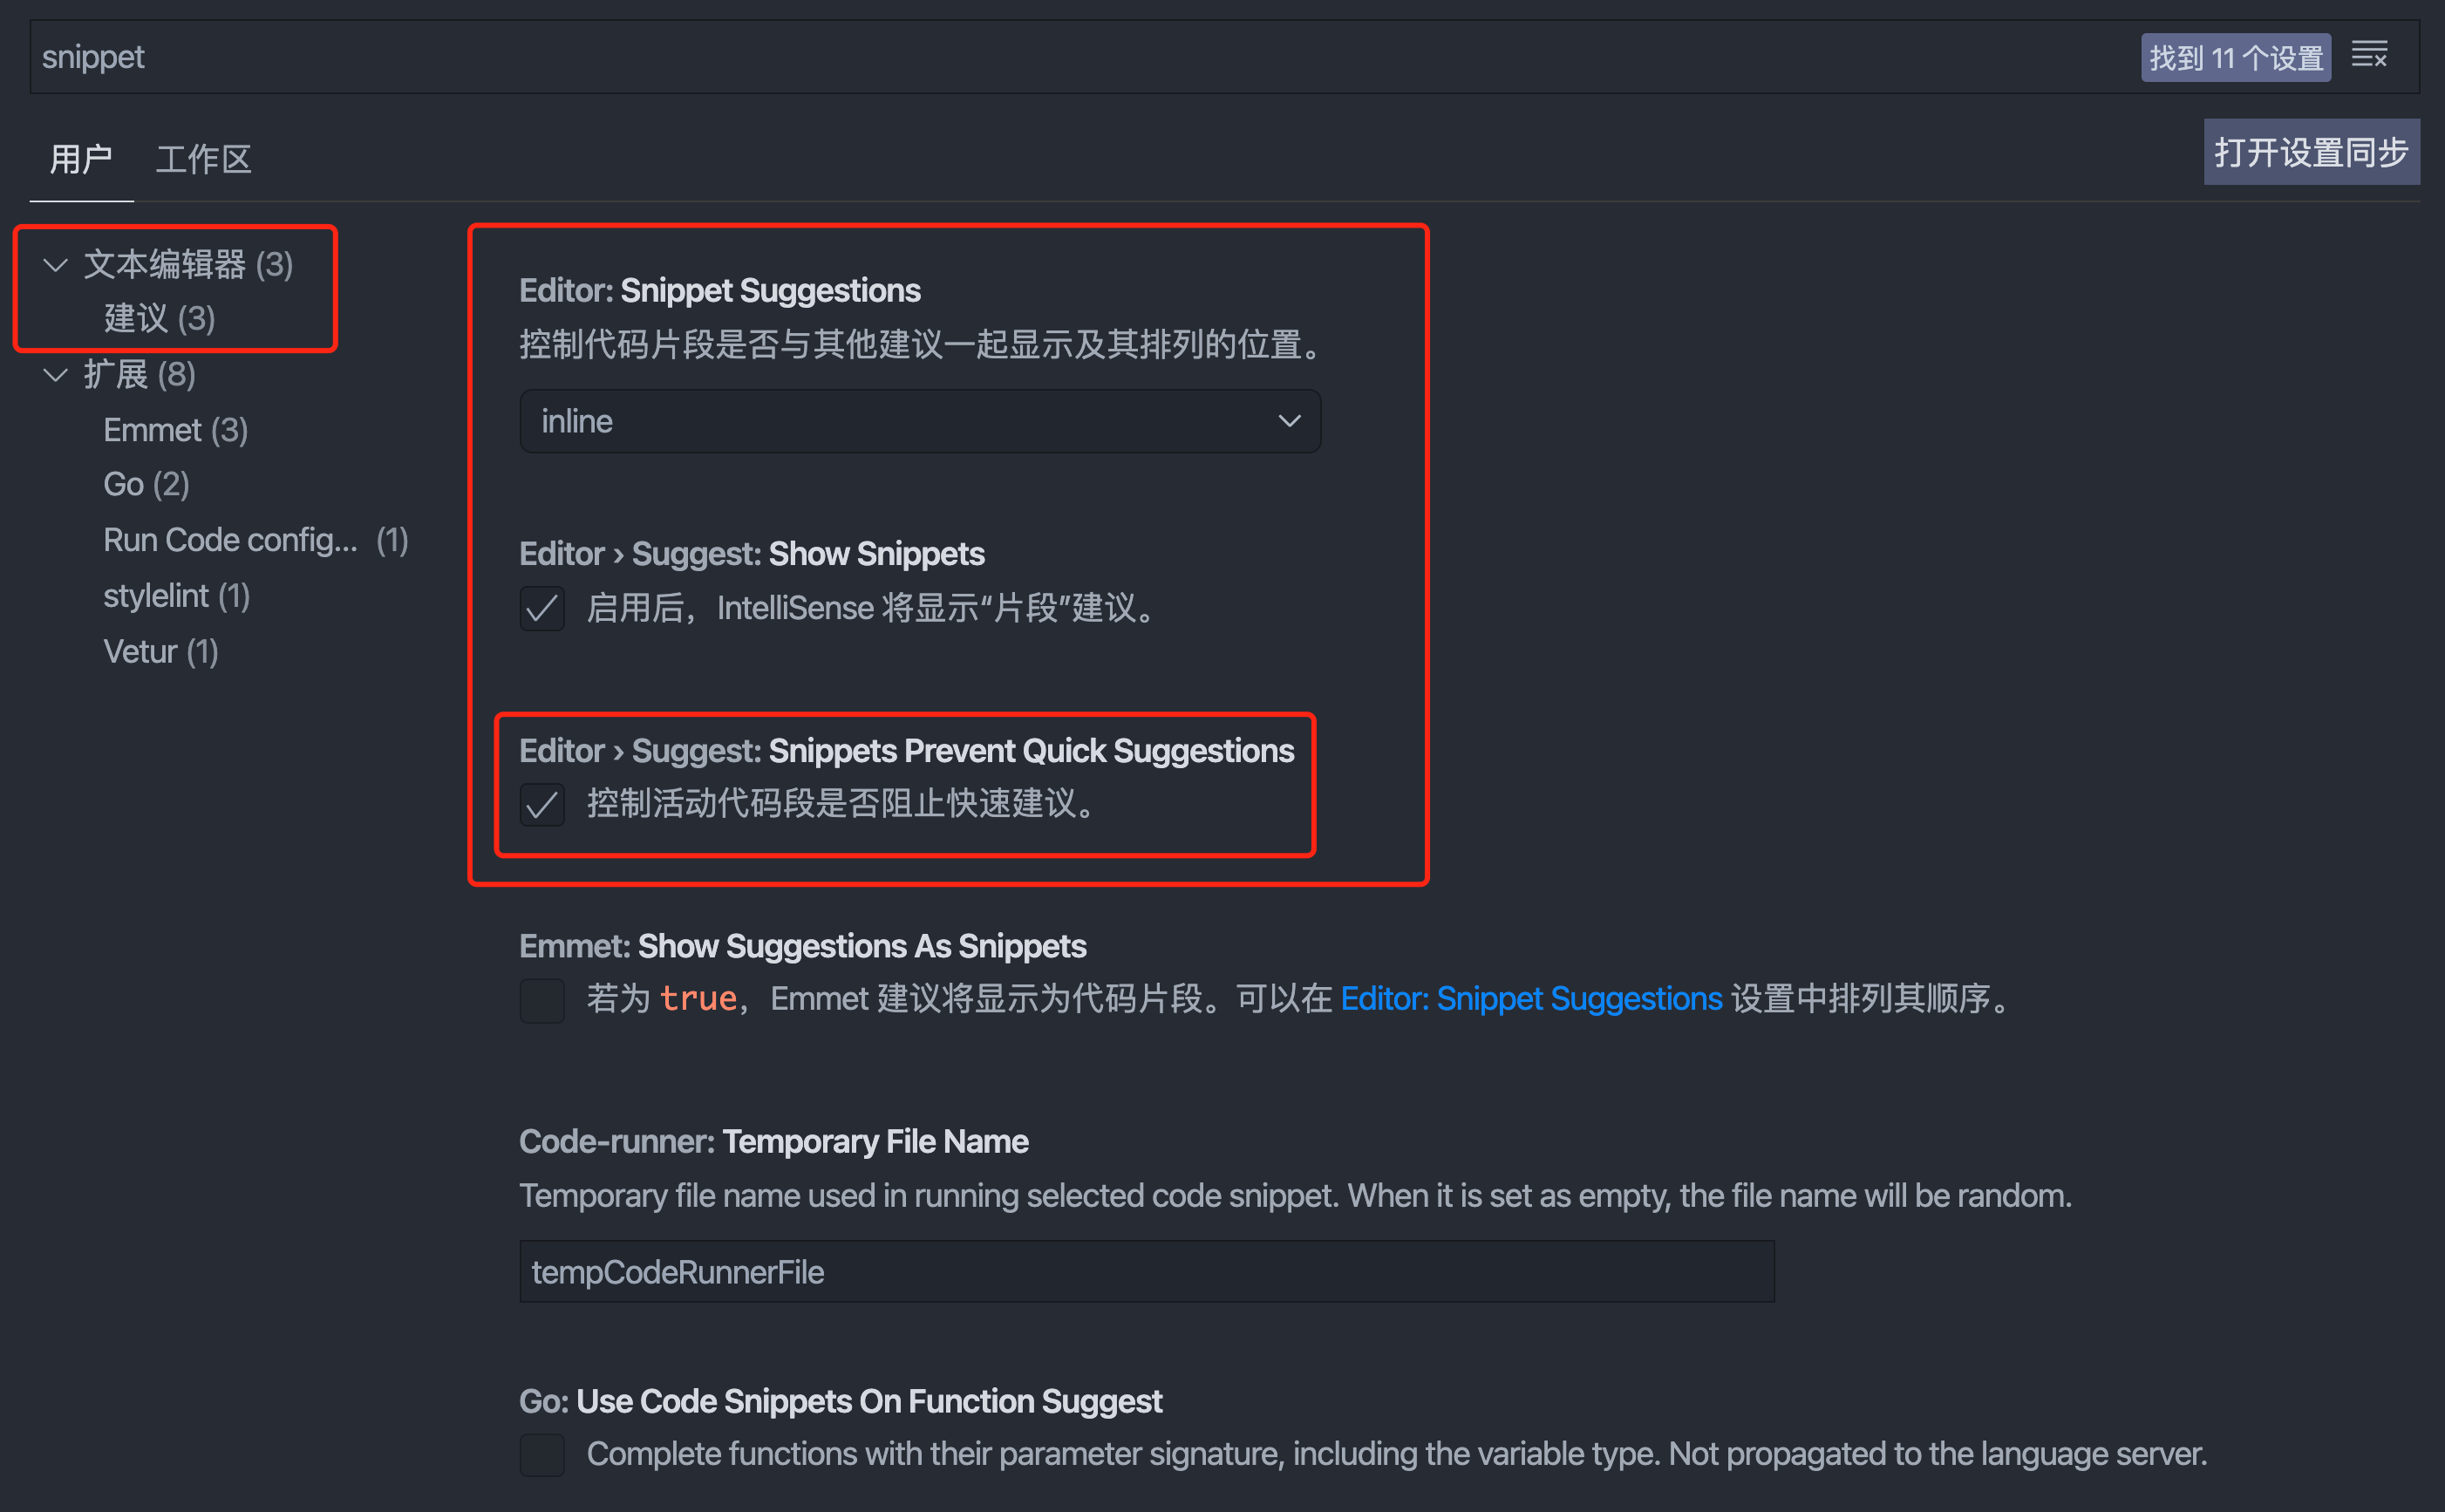 snippet
找到 11 个设置
用户
工作区
打开设置同步
文本编辑器 (3)
建议 (3)
扩展 (8)
Emmet (3)
Go (2)
Run Code config... (1)
stylelint (1)
Vetur (1)
Editor: Snippet Suggestions
控制代码片段是否与其他建议一起显示及其排列的位置。
inline
Editor › Suggest: Show Snippets
启用后，IntelliSense 将显示“片段”建议。
Editor › Suggest: Snippets Prevent Quick Suggestions
控制活动代码段是否阻止快速建议。
Emmet: Show Suggestions As Snippets
若为 true，Emmet 建议将显示为代码片段。可以在 Editor: Snippet Suggestions 设置中排列其顺序。
Code-runner: Temporary File Name
Temporary file name used in running selected code snippet. When it is set as empty, the file name will be random.
tempCodeRunnerFile
Go: Use Code Snippets On Function Suggest
Complete functions with their parameter signature, including the variable type. Not propagated to the language server.